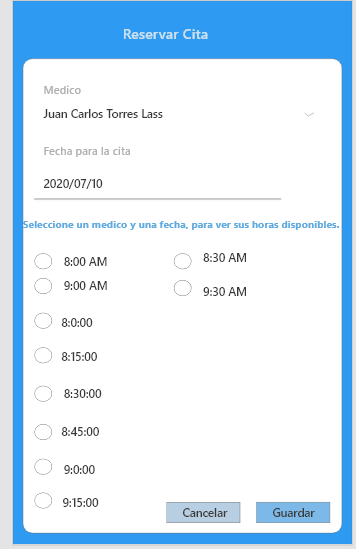 Reservar Cita
Medico
Juan Carlos Torres Lass
Fecha para la cita
2020/07/10
Seleccione un medico y una fecha, para ver sus horas disponibles.
8:00 AM
8:30 AM
9:00 AM
9:30 AM
8:0:00
8:15:00
8:30:00
8:45:00
9:0:00
9:15:00
Cancelar
Guardar